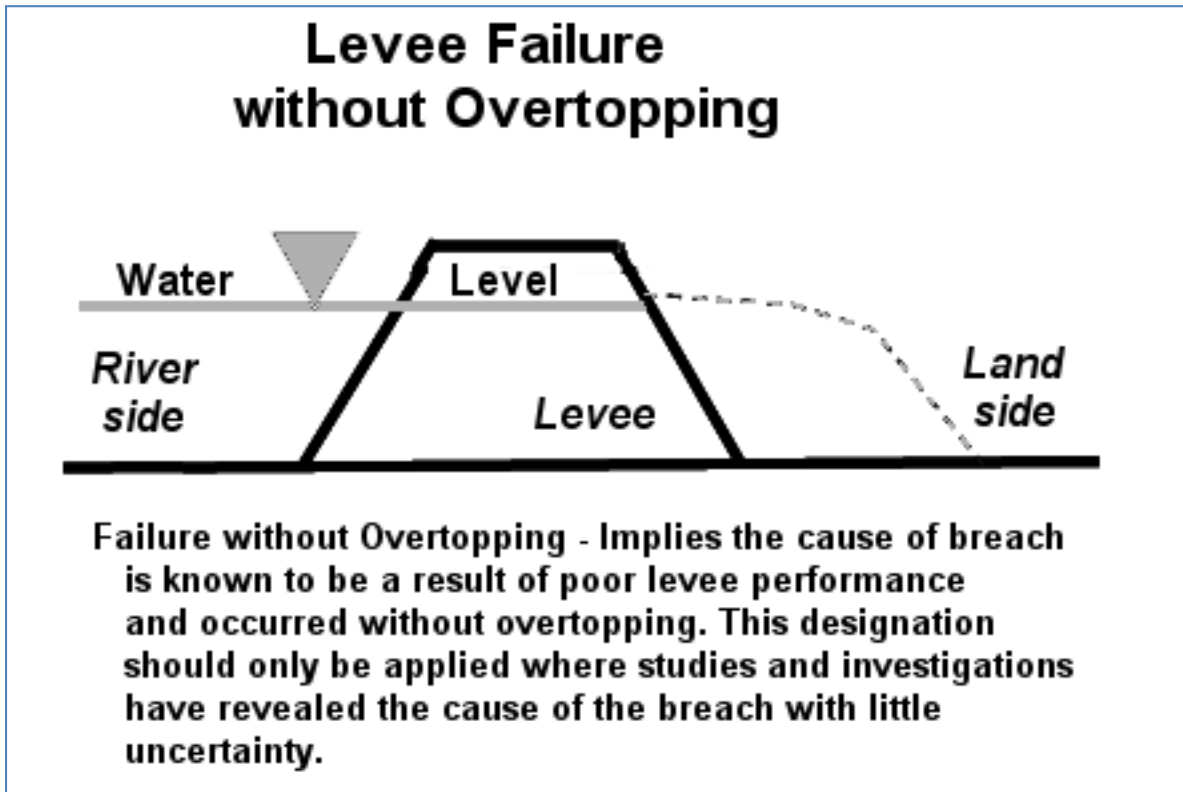 Levee Failure
without Overtopping
Water Level
River
side
Levee
Land
side
Failure without Overtopping - Implies the cause of breach
is known to be a result of poor levee performance
and occurred without overtopping. This designation
should only be applied where studies and investigations
have revealed the cause of the breach with little
uncertainty.